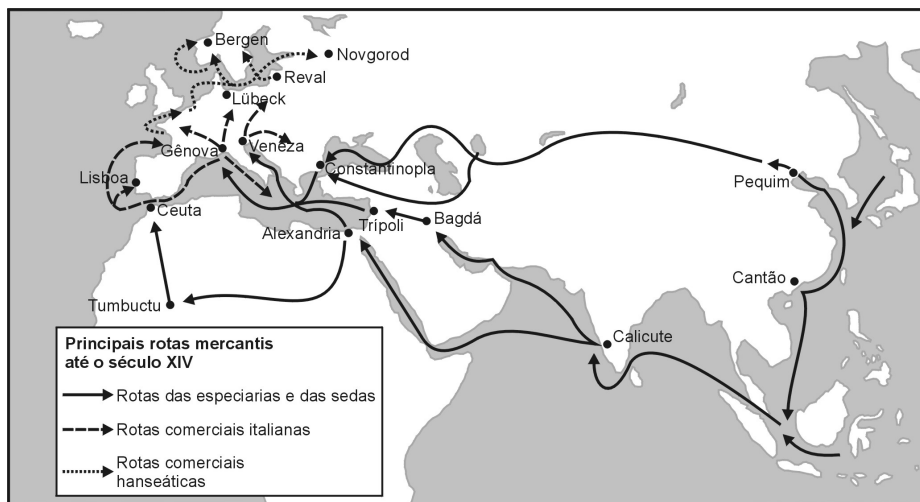 Bergen
Novgorod
Reval
Lübeck
Gênova
Veneza
Constantinopla
Lisboa
Ceuta
Pequim
Trípoli
Bagdá
Alexandria
Cantão
Tumbuctu
Calicute
Principais rotas mercantis
até o século XIV
Rotas das especiarias e das sedas
Rotas comerciais italianas
Rotas comerciais
hanseáticas